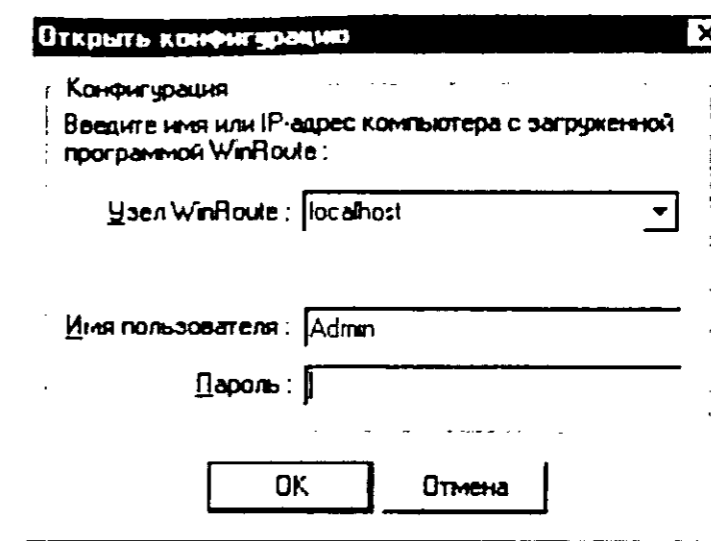 Открыть конфигурацию
Конфигурация
Введите имя или IP-адрес компьютера с загруженной
программой WinRoute :
Узел WinRoute : localhost
Имя пользователя : Admin
Пароль :
OK Отмена